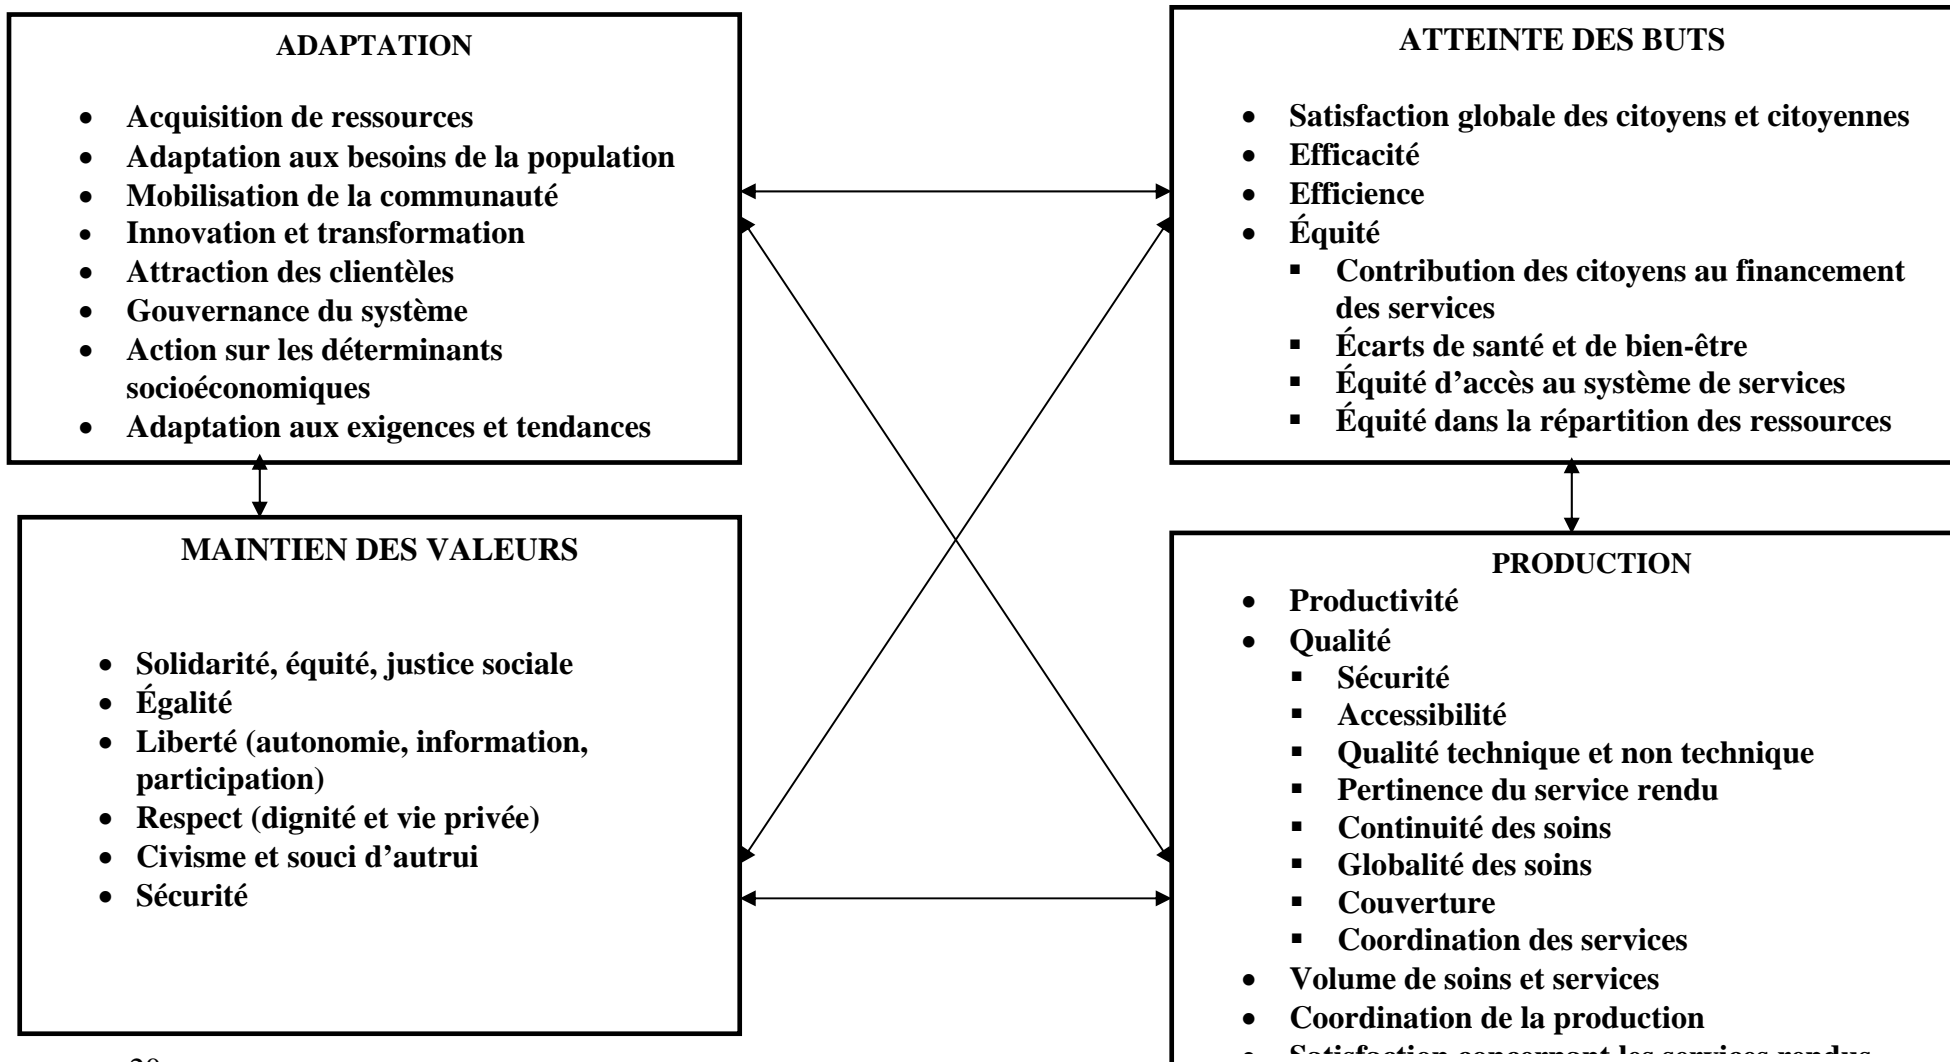 ADAPTATION
• Acquisition de ressources
• Adaptation aux besoins de la population
• Mobilisation de la communauté
• Innovation et transformation
• Attraction des clientèles
• Gouvernance du système
• Action sur les déterminants
socioéconomiques
• Adaptation aux exigences et tendances
ATTEINTE DES BUTS
• Satisfaction globale des citoyens et citoyennes
• Efficacité
• Efficience
• Équité
▪ Contribution des citoyens au financement
des services
▪ Écarts de santé et de bien-être
▪ Équité d’accès au système de services
▪ Équité dans la répartition des ressources
MAINTIEN DES VALEURS
• Solidarité, équité, justice sociale
• Égalité
• Liberté (autonomie, information,
participation)
• Respect (dignité et vie privée)
• Civisme et souci d’autrui
• Sécurité
PRODUCTION
• Productivité
• Qualité
▪ Sécurité
▪ Accessibilité
▪ Qualité technique et non technique
▪ Pertinence du service rendu
▪ Continuité des soins
▪ Globalité des soins
▪ Couverture
▪ Coordination des services
• Volume de soins et services
• Coordination de la production
• Satisfaction concernant les services rendus